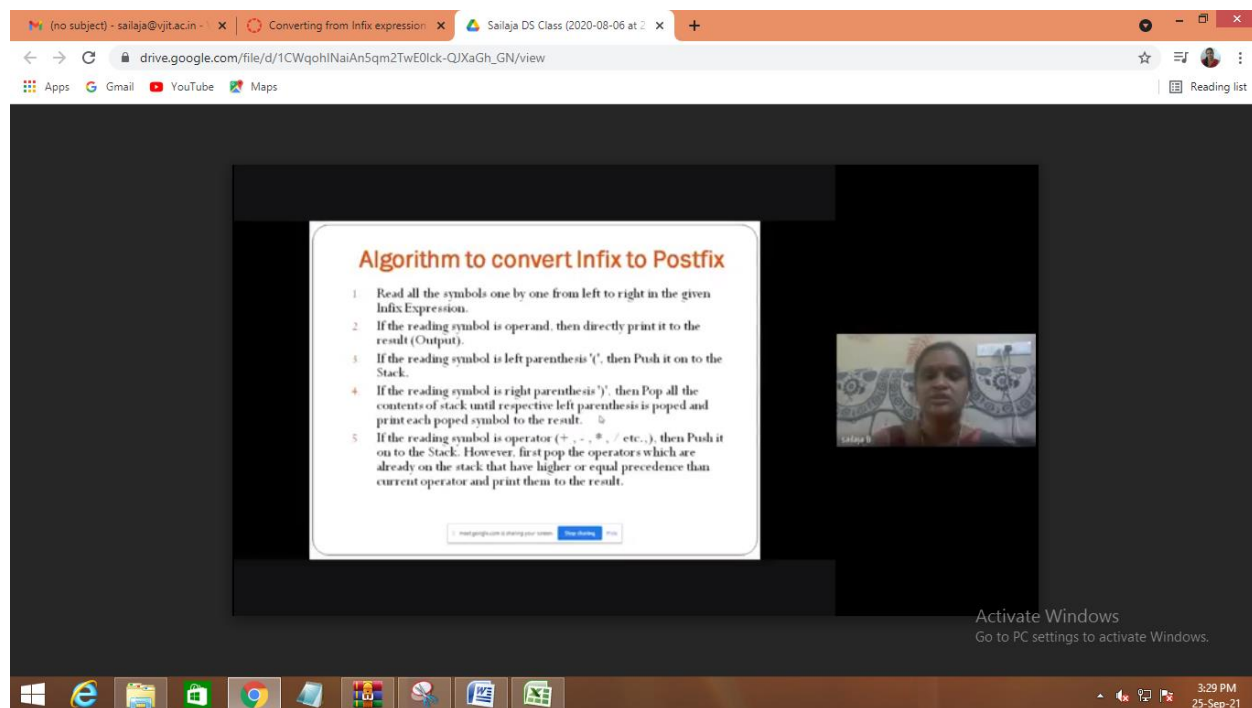 (no subject) - sailaja@vjit.ac.in -
Converting from Infix expression
Sailaja DS Class (2020-08-06 at 2
drive.google.com/file/d/1CWqohlNaiAn5qm2TwE0lck-QJXaGh_GN/view
Apps
Gmail
YouTube
Maps
Reading list
Algorithm to convert Infix to Postfix
1 Read all the symbols one by one from left to right in the given
Infix Expression.
2 If the reading symbol is operand, then directly print it to the
result (Output).
3 If the reading symbol is left parenthesis '(', then Push it on to the
Stack.
4 If the reading symbol is right parenthesis ')', then Pop all the
contents of stack until respective left parenthesis is poped and
print each poped symbol to the result.
5 If the reading symbol is operator (+ , - , * , / etc.,), then Push it
on to the Stack. However, first pop the operators which are
already on the stack that have higher or equal precedence than
current operator and print them to the result.
meet.google.com is sharing your screen.
Stop sharing
Hide
sailaja B
Activate Windows
Go to PC settings to activate Windows.
3:29 PM
25-Sep-21